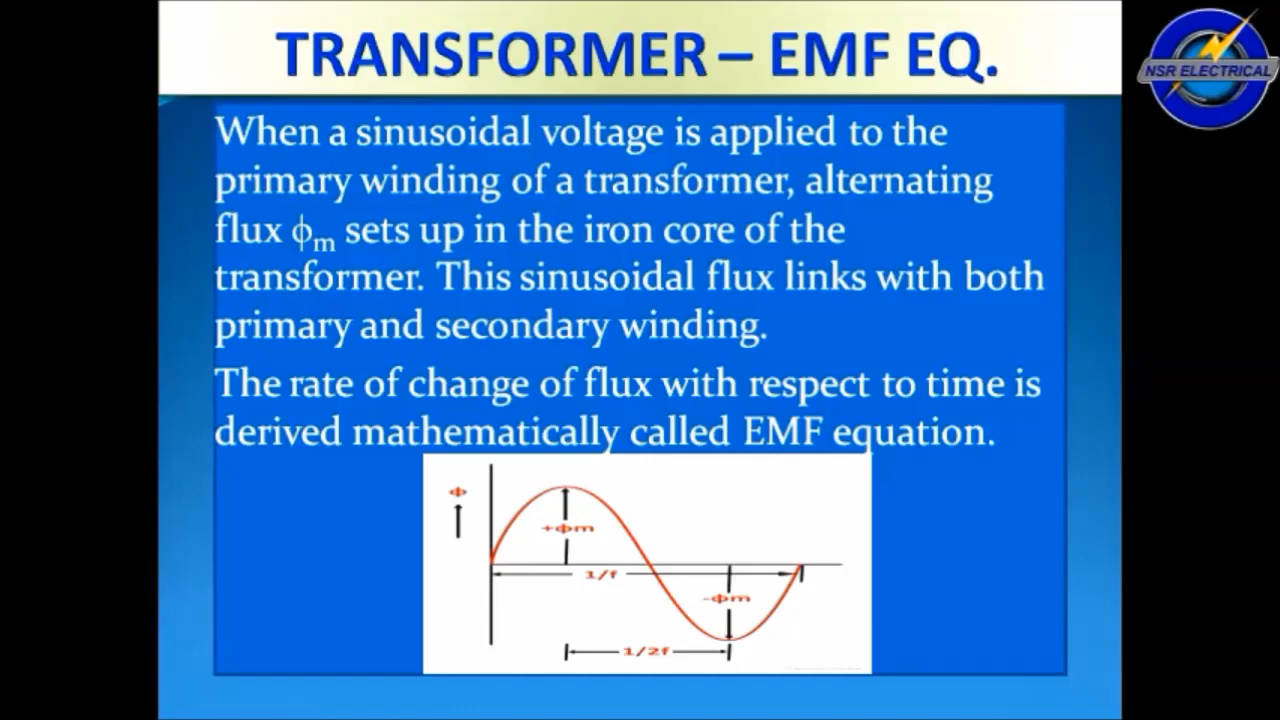 TRANSFORMER – EMF EQ.
NSR ELECTRICAL
When a sinusoidal voltage is applied to the
primary winding of a transformer, alternating
flux ϕm sets up in the iron core of the
transformer. This sinusoidal flux links with both
primary and secondary winding.
The rate of change of flux with respect to time is
derived mathematically called EMF equation.
Φ
+Φm
1/f
-Φm
1/2f